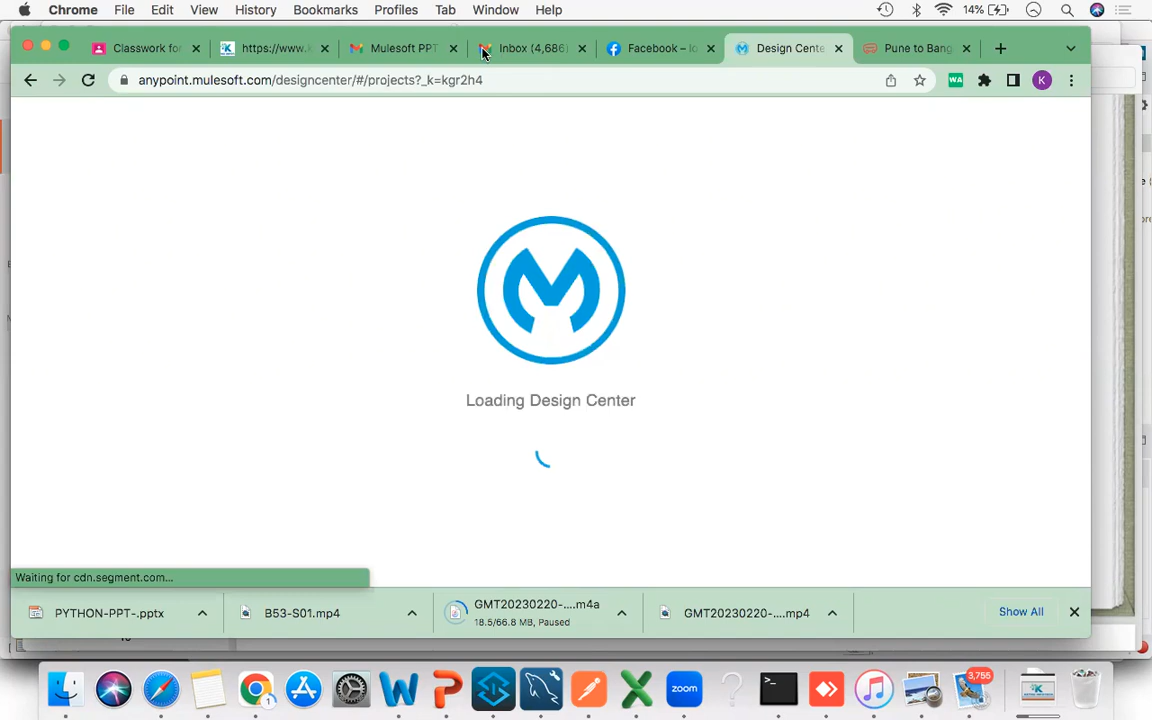 Chrome File Edit View History Bookmarks Profiles Tab Window Help 14%
Classwork for https://www.k Mulesoft PPT Inbox (4,686) Facebook – lo Design Cente Pune to Bang
anypoint.mulesoft.com/designcenter/#/projects?_k=kgr2h4 WA K
Loading Design Center
Waiting for cdn.segment.com...
PYTHON-PPT-.pptx B53-S01.mp4 GMT20230220-....m4a GMT20230220-....mp4 Show All
18.5/66.8 MB, Paused
zoom 3,755